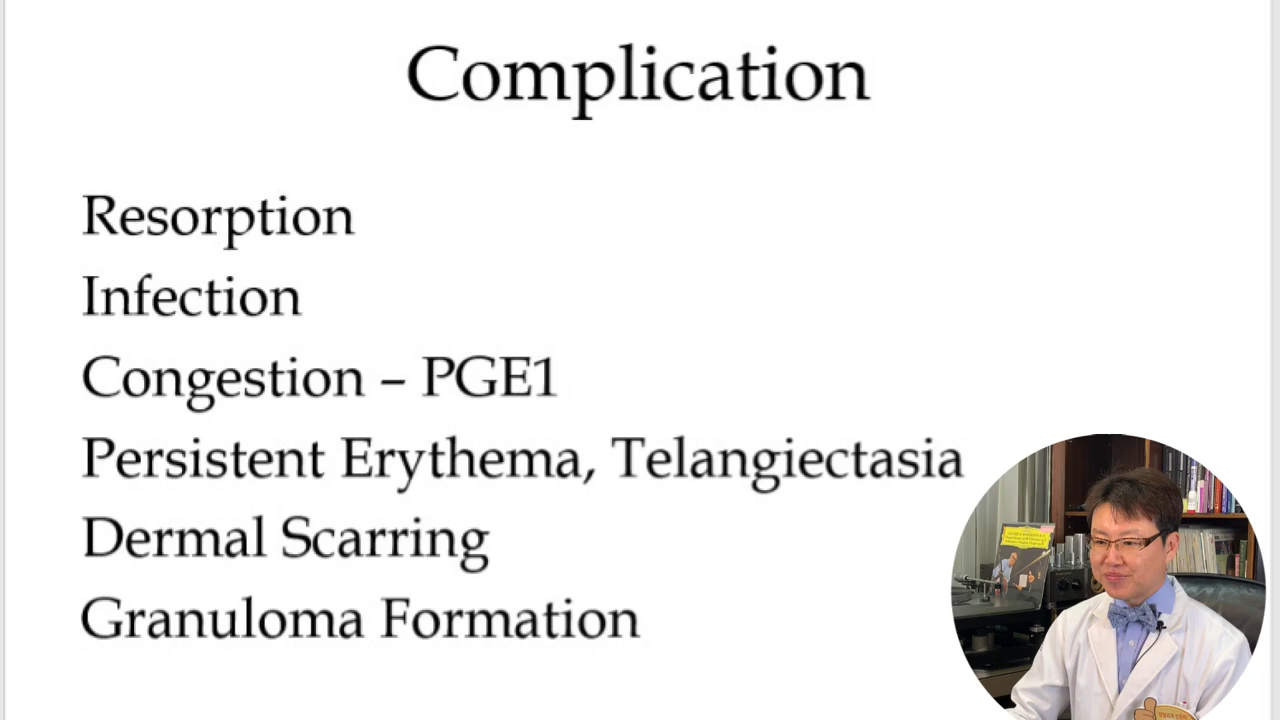 Complication
Resorption
Infection
Congestion – PGE1
Persistent Erythema, Telangiectasia
Dermal Scarring
Granuloma Formation